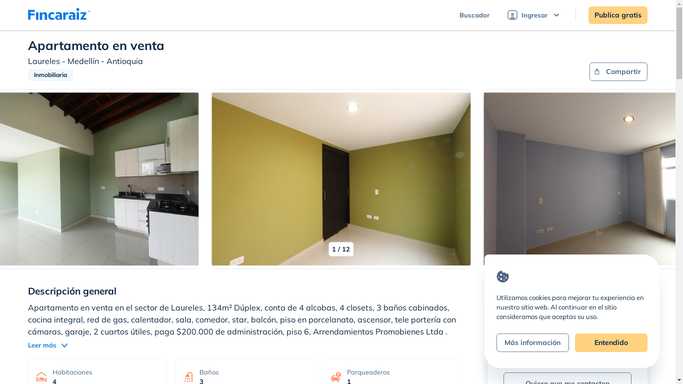 Fincaraiz
Buscador
Ingresar
Publica gratis
Apartamento en venta
Laureles - Medellín - Antioquia
Inmobiliaria
Compartir
1 / 12
Descripción general
Apartamento en venta en el sector de Laureles, 134m² Dúplex, conta de 4 alcobas, 4 closets, 3 baños cabinados,
cocina integral, red de gas, calentador, sala, comedor, star, balcón, piso en porcelanato, ascensor, tele portería con
cámaras, garaje, 2 cuartos útiles, paga $200.000 de administración, piso 6, Arrendamientos Promobienes Ltda .
Leer más
Habitaciones
4
Baños
3
Parqueaderos
1
Utilizamos cookies para mejorar tu experiencia en
nuestro sitio web. Al continuar en el sitio
consideramos que aceptas su uso.
Más información
Entendido
Quiero que me contacten